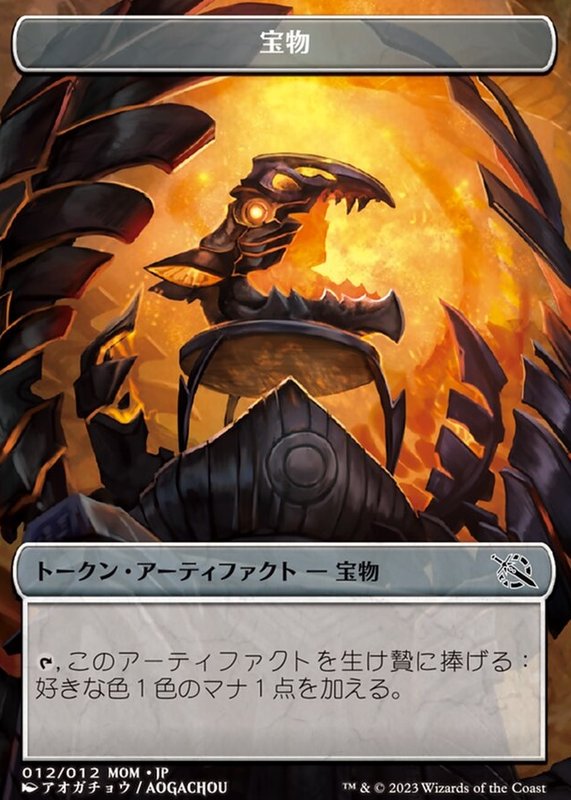 宝物
トークン・アーティファクト — 宝物
,このアーティファクトを生け贄に捧げる：
好きな色1色のマナ1点を加える。
012/012 MOM • JP
アオガチョウ / AOGACHOU
™ & © 2023 Wizards of the Coast